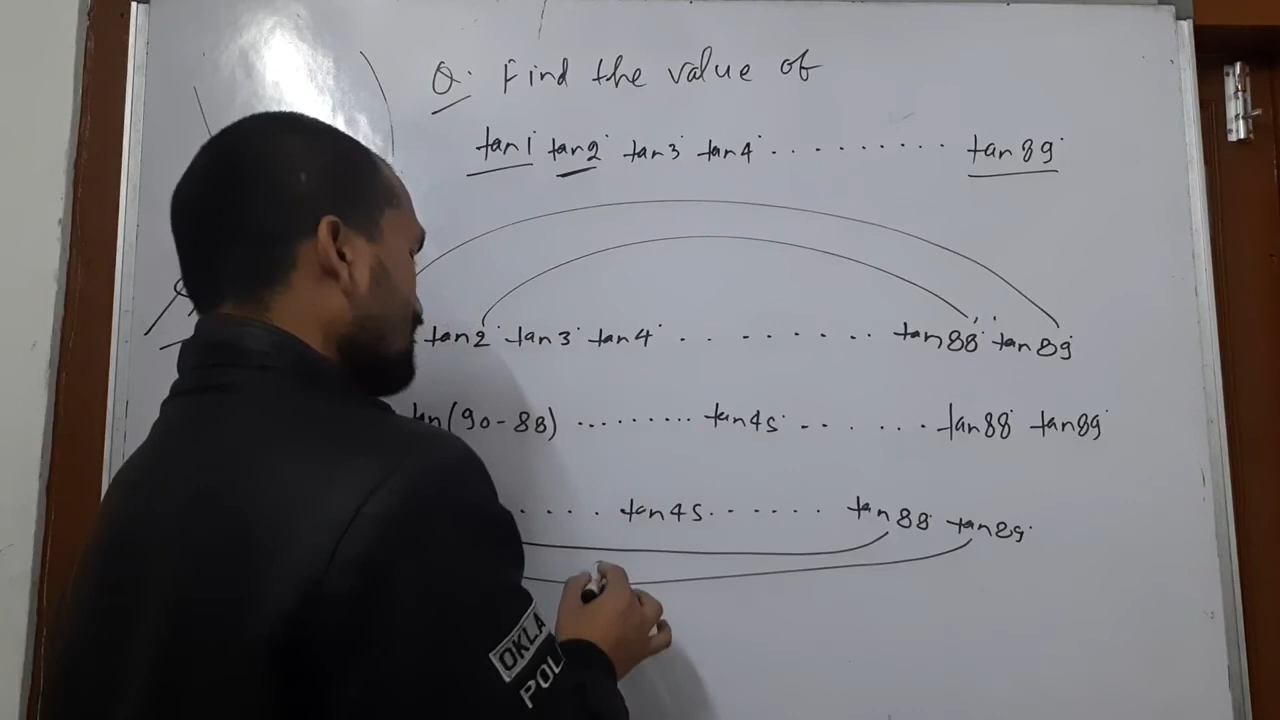 Q. Find the value of
tan1° tan2° tan3° tan4° . . . . . . . . . . tan89°
tan2° tan3° tan4° . . . . . . . . tan88° tan89°
tan(90-88) ......... tan45° . . . . . . tan88° tan89°
. . . . tan45 . . . . . . tan88° tan89°
OKLA
POL